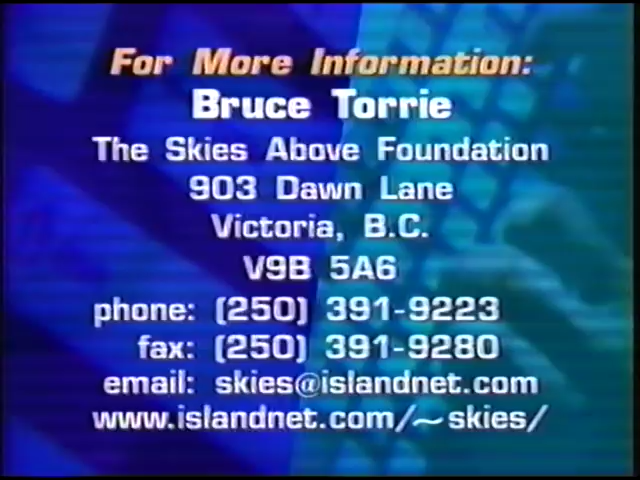 For More Information:
Bruce Torrie
The Skies Above Foundation
903 Dawn Lane
Victoria, B.C.
V9B 5A6
phone: (250) 391-9223
fax: (250) 391-9280
email: skies@islandnet.com
www.islandnet.com/~skies/